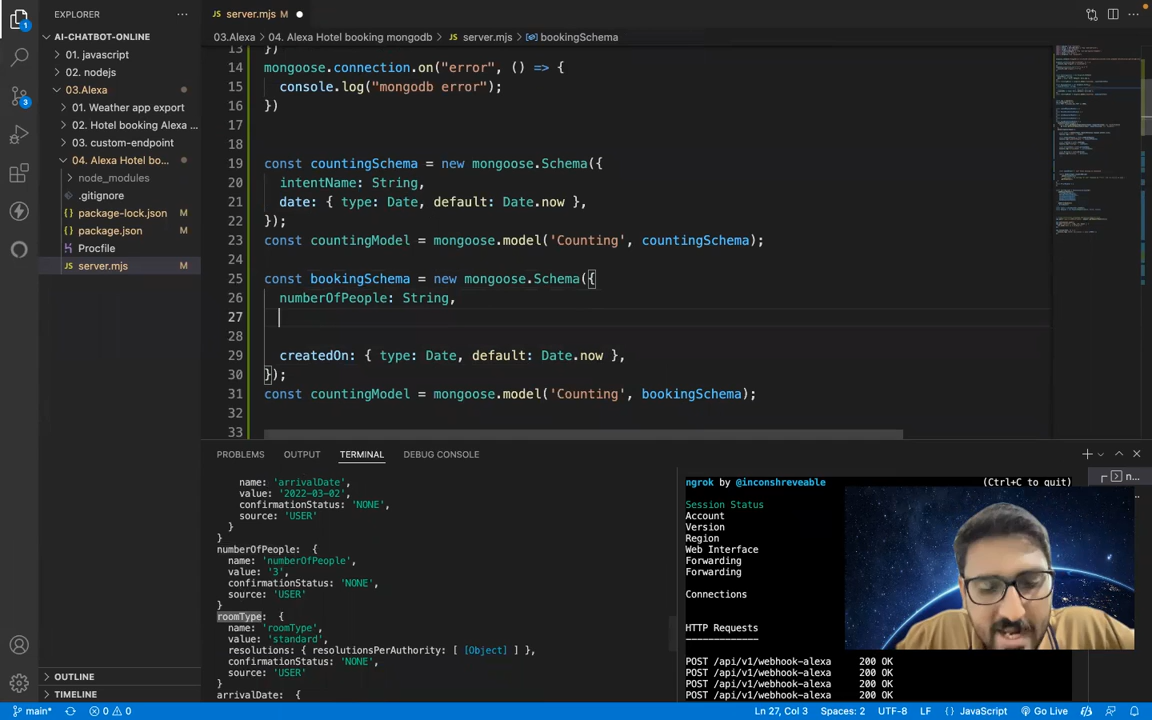 EXPLORER
server.mjs M
AI-CHATBOT-ONLINE
03.Alexa > 04. Alexa Hotel booking mongodb > server.mjs > bookingSchema
01. javascript
02. nodejs
03.Alexa
01. Weather app export
02. Hotel booking Alexa ...
03. custom-endpoint
04. Alexa Hotel bo...
node_modules
.gitignore
package-lock.json M
package.json M
Procfile
server.mjs M
1
3
13 })
14 mongoose.connection.on("error", () => {
15 console.log("mongodb error");
16 })
17
18
19 const countingSchema = new mongoose.Schema({
20 intentName: String,
21 date: { type: Date, default: Date.now },
22 });
23 const countingModel = mongoose.model('Counting', countingSchema);
24
25 const bookingSchema = new mongoose.Schema({
26 numberOfPeople: String,
27
28
29 createdOn: { type: Date, default: Date.now },
30 });
31 const countingModel = mongoose.model('Counting', bookingSchema);
32
33
PROBLEMS OUTPUT TERMINAL DEBUG CONSOLE
name: 'arrivalDate',
value: '2022-03-02',
confirmationStatus: 'NONE',
source: 'USER'
}
}
numberOfPeople: {
name: 'numberOfPeople',
value: '3',
confirmationStatus: 'NONE',
source: 'USER'
}
roomType: {
name: 'roomType',
value: 'standard',
resolutions: { resolutionsPerAuthority: [ [Object] ] },
confirmationStatus: 'NONE',
source: 'USER'
}
arrivalDate: {
ngrok by @inconshreveable (Ctrl+C to quit)
Session Status
Account
Version
Region
Web Interface
Forwarding
Forwarding
Connections
HTTP Requests
-------------
POST /api/v1/webhook-alexa 200 OK
POST /api/v1/webhook-alexa 200 OK
POST /api/v1/webhook-alexa 200 OK
POST /api/v1/webhook-alexa 200 OK
n...
OUTLINE
TIMELINE
main* 0 0 Ln 27, Col 3 Spaces: 2 UTF-8 LF JavaScript Go Live